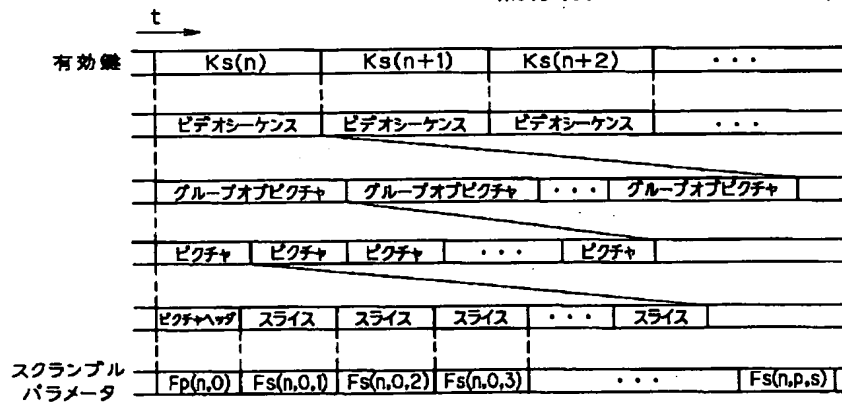 t
有効鍵 Ks(n) Ks(n+1) Ks(n+2) ・・・
ビデオシーケンス ビデオシーケンス ビデオシーケンス ・・・
グループオブピクチャ グループオブピクチャ ・・・ グループオブピクチャ
ピクチャ ピクチャ ピクチャ ・・・ ピクチャ
ピクチャヘッダ スライス スライス スライス ・・・ スライス
スクランブル
パラメータ Fp(n,0) Fs(n,0,1) Fs(n,0,2) Fs(n,0,3) ・・・ Fs(n,p,s)